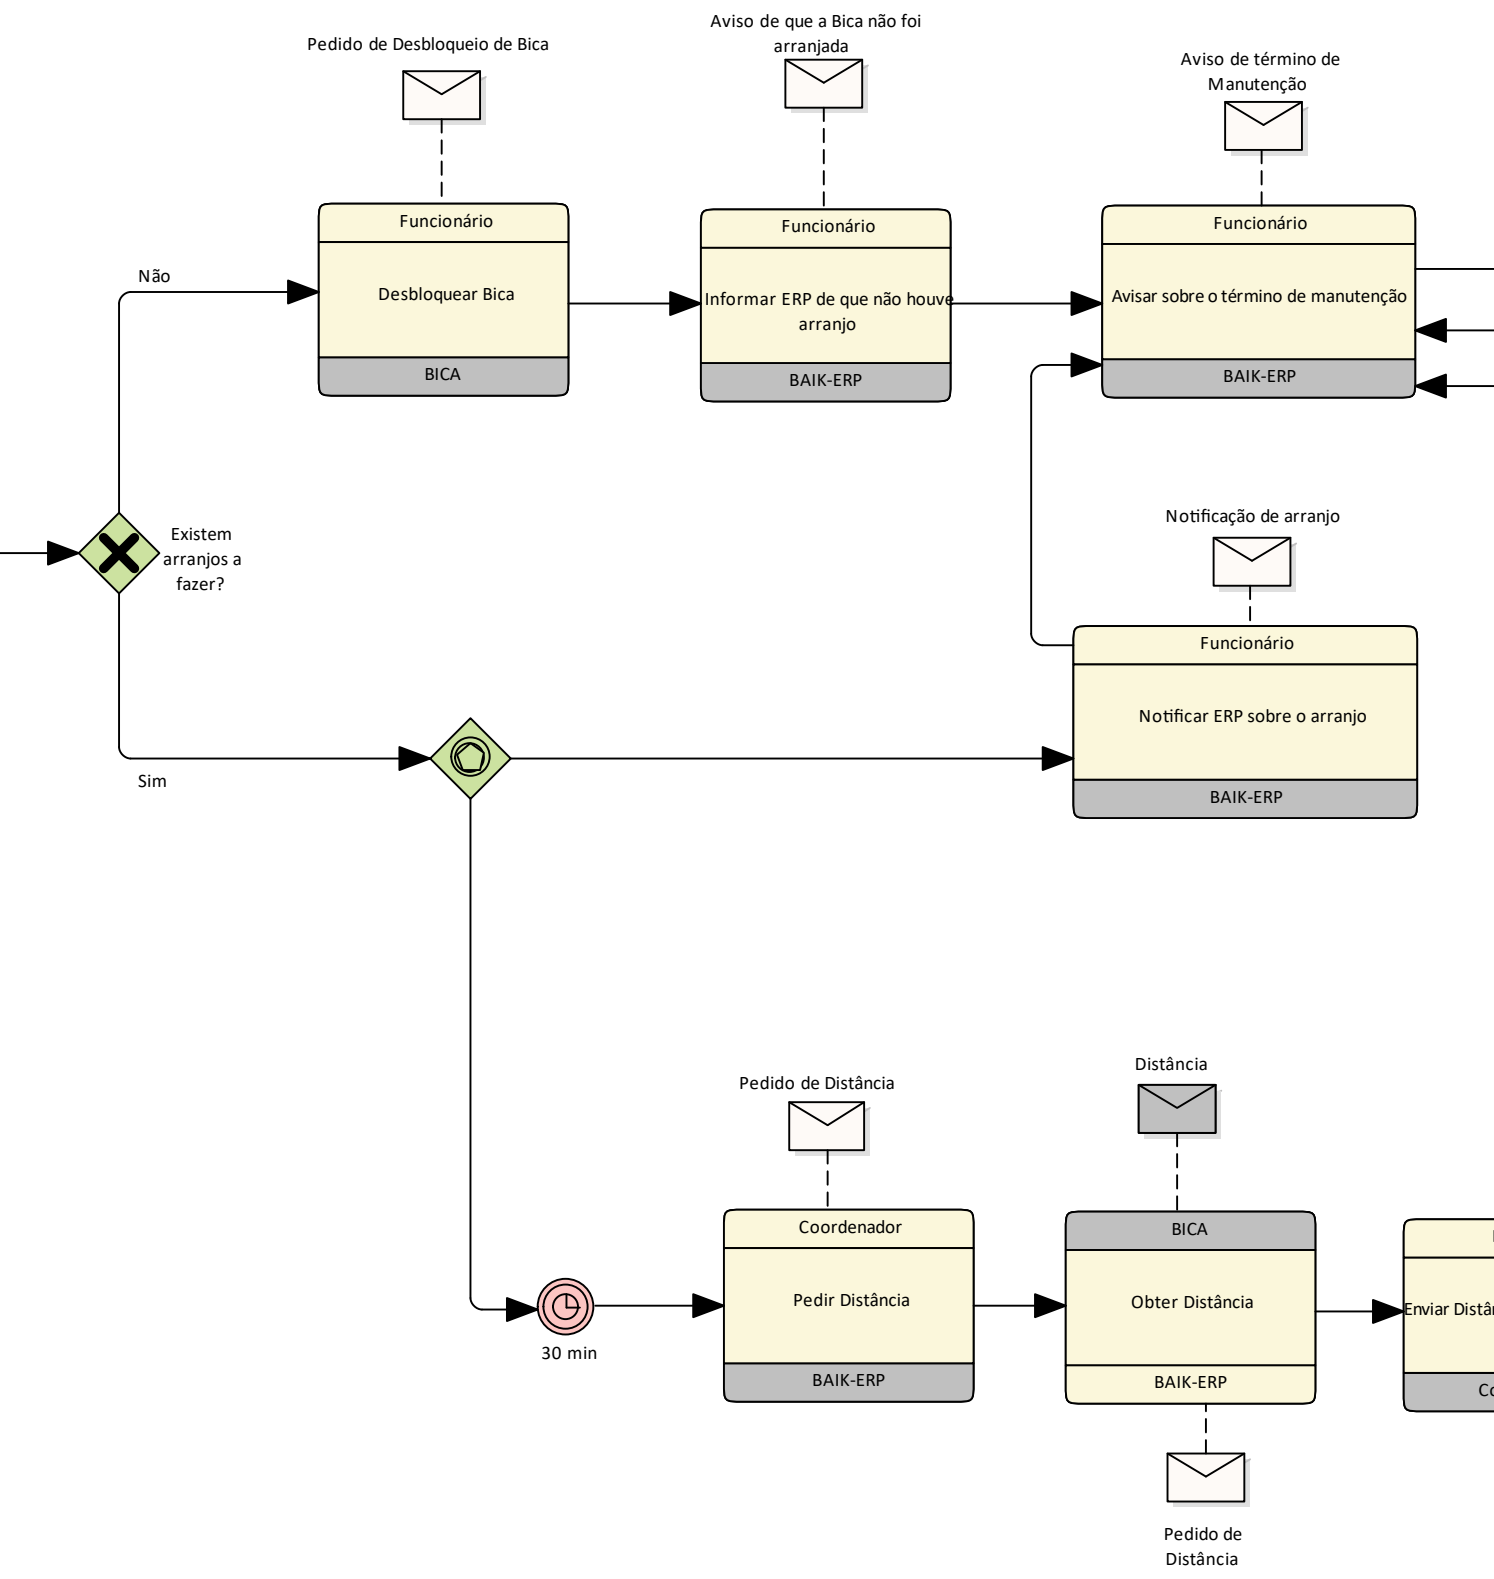 Pedido de Desbloqueio de Bica
Aviso de que a Bica não foi
arranjada
Aviso de término de
Manutenção
Funcionário
Desbloquear Bica
BICA
Funcionário
Informar ERP de que não houve
arranjo
BAIK-ERP
Funcionário
Avisar sobre o término de manutenção
BAIK-ERP
Não
Existem
arranjos a
fazer?
Sim
Notificação de arranjo
Funcionário
Notificar ERP sobre o arranjo
BAIK-ERP
30 min
Pedido de Distância
Coordenador
Pedir Distância
BAIK-ERP
Distância
BICA
Obter Distância
BAIK-ERP
Pedido de
Distância
Enviar